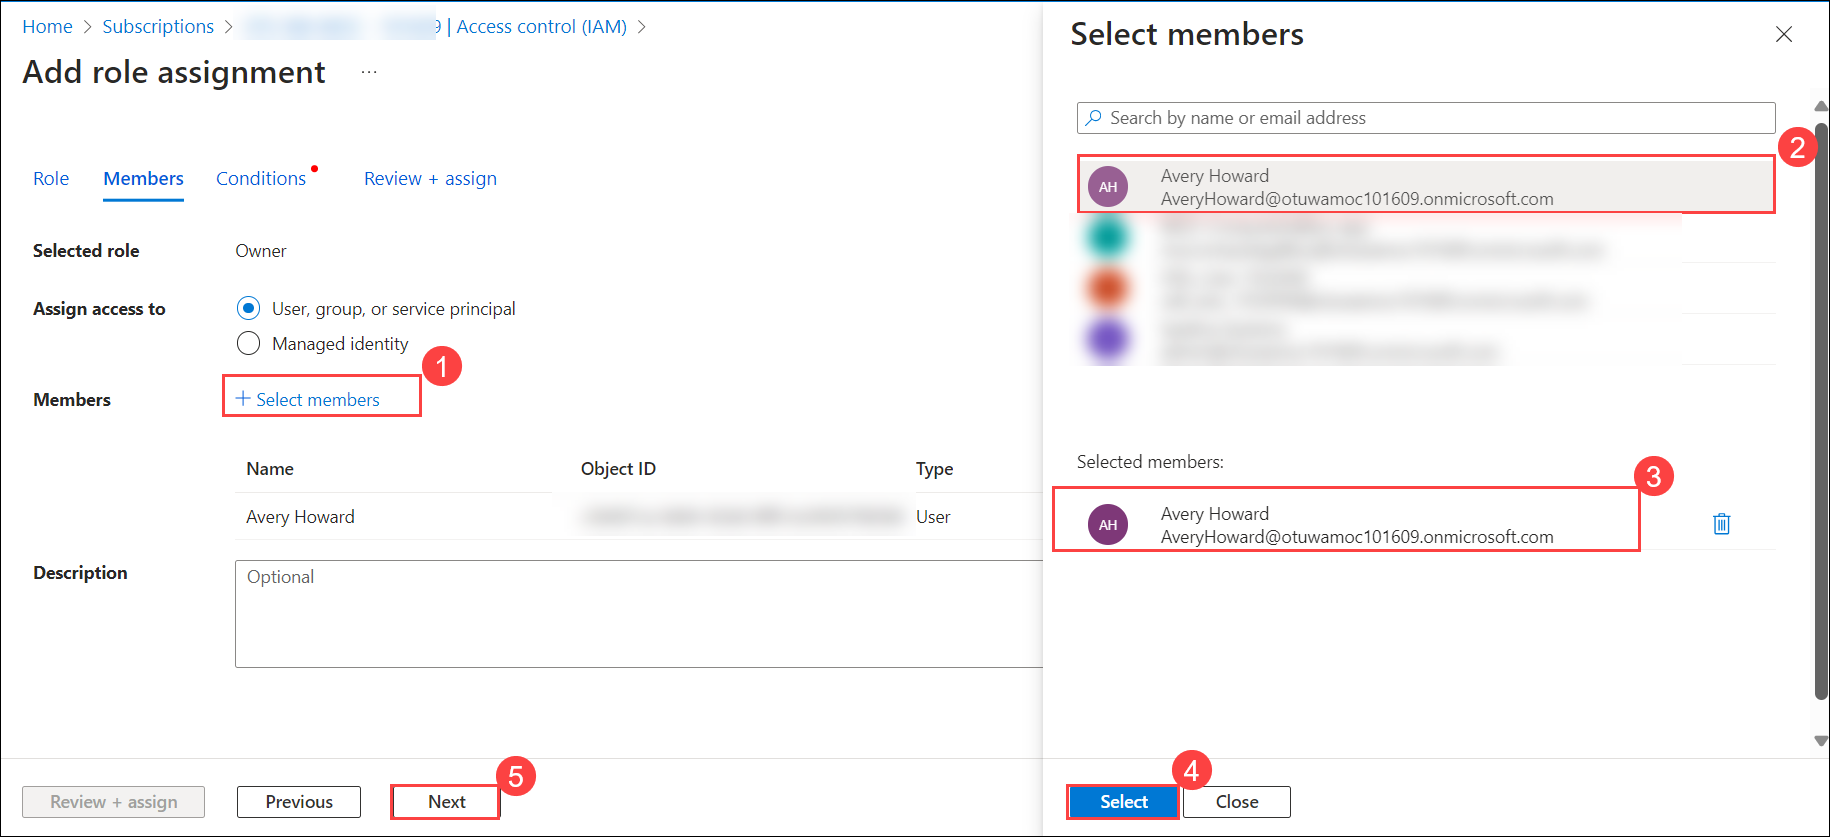 Home > Subscriptions > 9 | Access control (IAM) >
Add role assignment ...
Role Members Conditions Review + assign
Selected role Owner
Assign access to User, group, or service principal
Managed identity
1
Members + Select members
Name Object ID Type
Avery Howard User
Description Optional
Review + assign Previous Next
5
Select members
Search by name or email address
2
AH Avery Howard
AveryHoward@otuwamoc101609.onmicrosoft.com
Selected members:
3
AH Avery Howard
AveryHoward@otuwamoc101609.onmicrosoft.com
4
Select Close